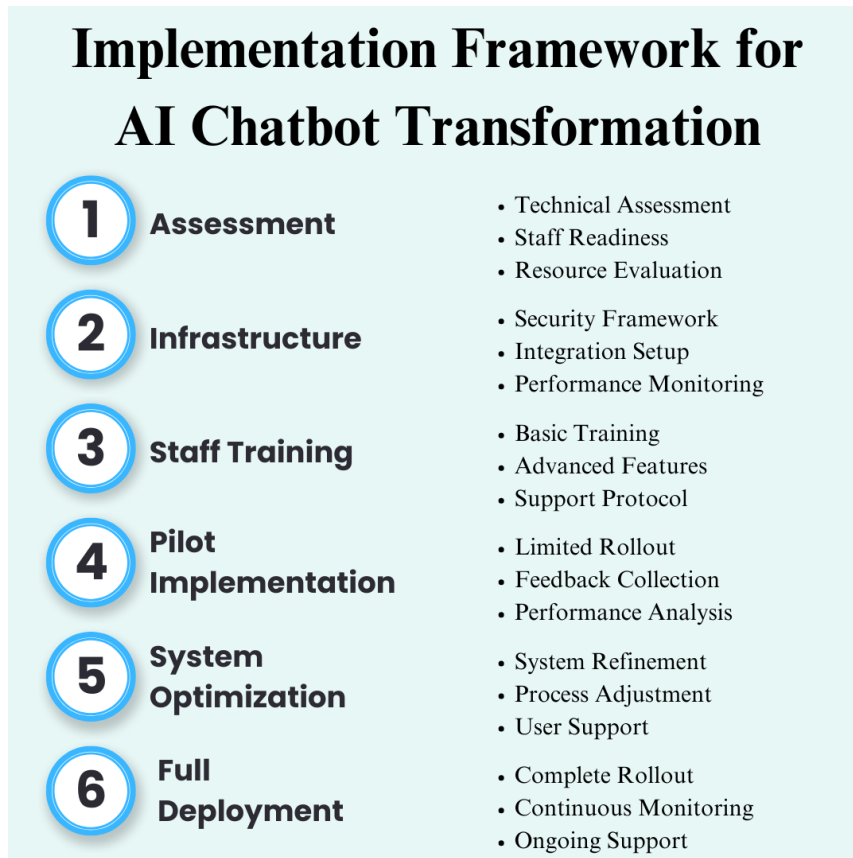 Implementation Framework for
AI Chatbot Transformation
1
Assessment
• Technical Assessment
• Staff Readiness
• Resource Evaluation
2
Infrastructure
• Security Framework
• Integration Setup
• Performance Monitoring
3
Staff Training
• Basic Training
• Advanced Features
• Support Protocol
4
Pilot
Implementation
• Limited Rollout
• Feedback Collection
• Performance Analysis
5
System
Optimization
• System Refinement
• Process Adjustment
• User Support
6
Full
Deployment
• Complete Rollout
• Continuous Monitoring
• Ongoing Support